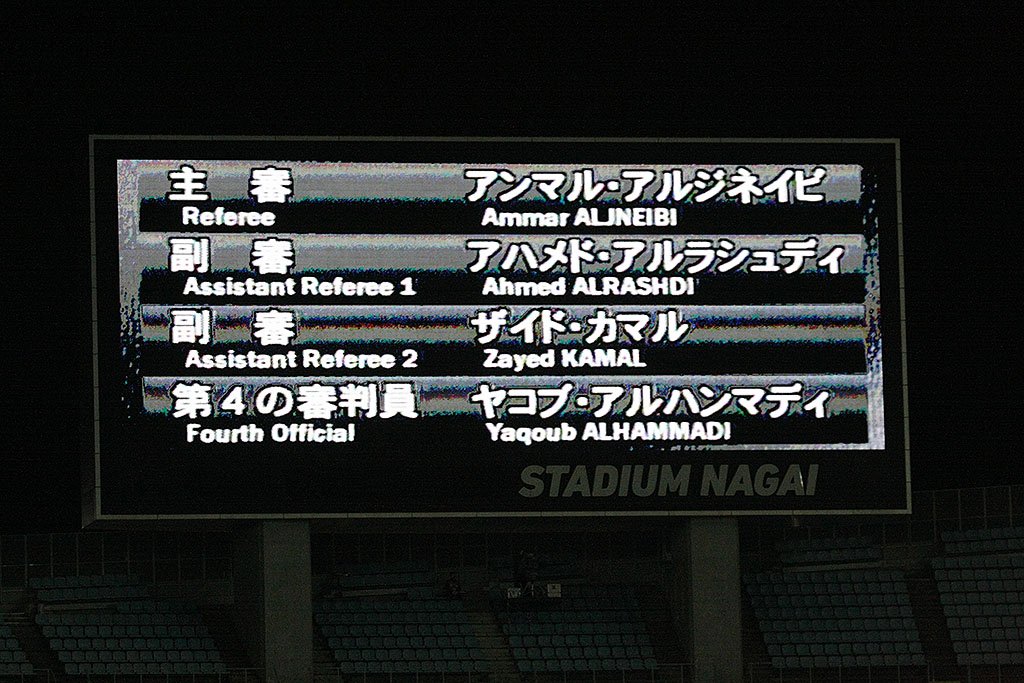 主　審　アンマル・アルジネイビ
Referee　Ammar ALJNEIBI
副　審　アハメド・アルラシュディ
Assistant Referee 1　Ahmed ALRASHDI
副　審　ザイド・カマル
Assistant Referee 2　Zayed KAMAL
第４の審判員　ヤコブ・アルハンマディ
Fourth Official　Yaqoub ALHAMMADI
STADIUM NAGAI